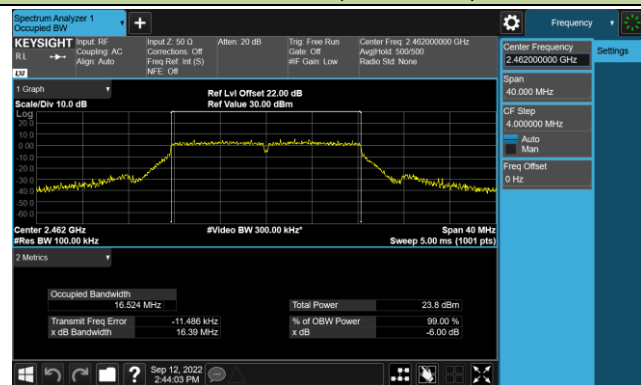 Spectrum Analyzer 1
Occupied BW
+
Frequency
KEYSIGHT
RL
LXI
Input: RF
Coupling: AC
Align: Auto
Input Z: 50 Ω
Corrections: Off
Freq Ref: Int (S)
NFE: Off
Atten: 20 dB
Trig: Free Run
Gate: Off
#IF Gain: Low
Center Freq: 2.462000000 GHz
Avg|Hold: 500/500
Radio Std: None
Center Frequency
2.462000000 GHz
Settings
Span
40.000 MHz
CF Step
4.000000 MHz
Auto
Man
Freq Offset
0 Hz
1 Graph
Scale/Div 10.0 dB
Ref Lvl Offset 22.00 dB
Ref Value 30.00 dBm
Log
20.0
10.0
0.00
-10.0
-20.0
-30.0
-40.0
-50.0
-60.0
Center 2.462 GHz
#Res BW 100.00 kHz
#Video BW 300.00 kHz*
Span 40 MHz
Sweep 5.00 ms (1001 pts)
2 Metrics
Occupied Bandwidth
16.524 MHz
Total Power 23.8 dBm
Transmit Freq Error -11.486 kHz
% of OBW Power 99.00 %
x dB Bandwidth 16.39 MHz
x dB -6.00 dB
?
Sep 12, 2022
2:44:03 PM